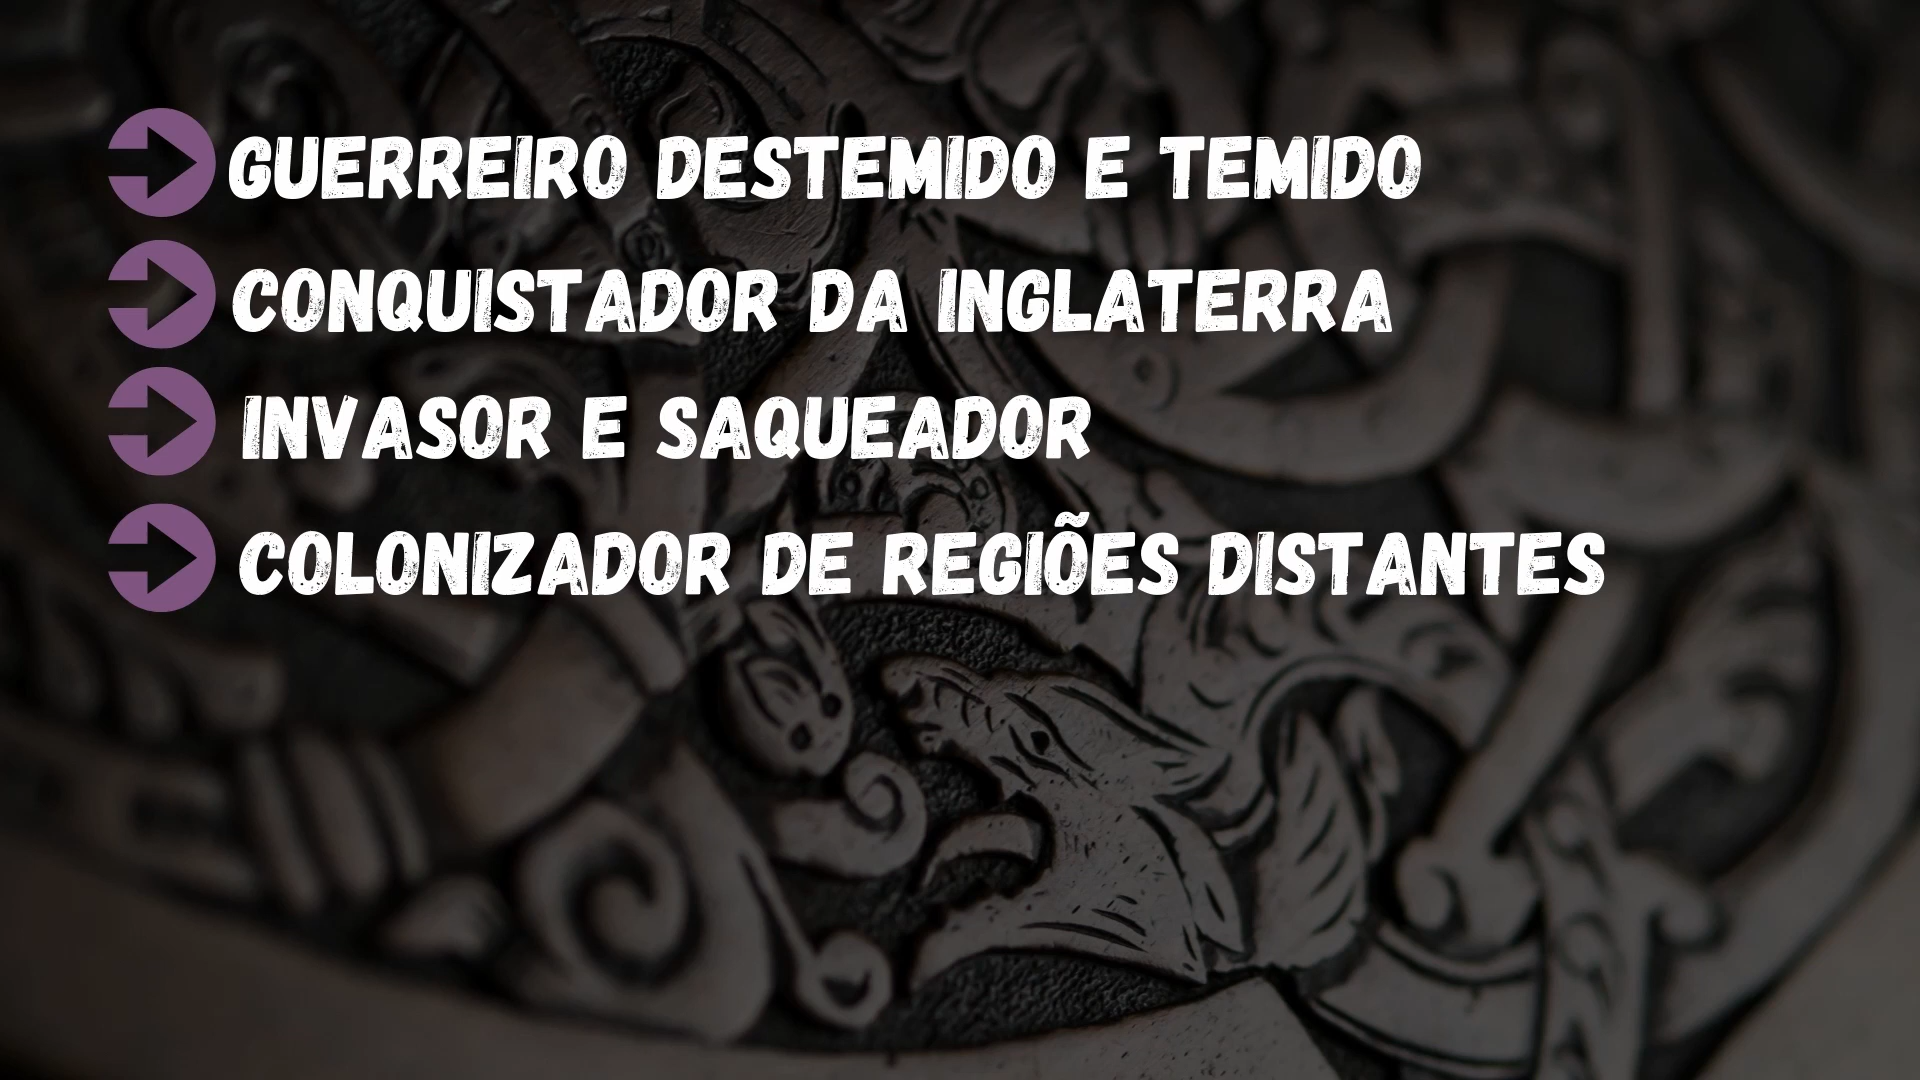 GUERREIRO DESTEMIDO E TEMIDO
CONQUISTADOR DA INGLATERRA
INVASOR E SAQUEADOR
COLONIZADOR DE REGIÕES DISTANTES